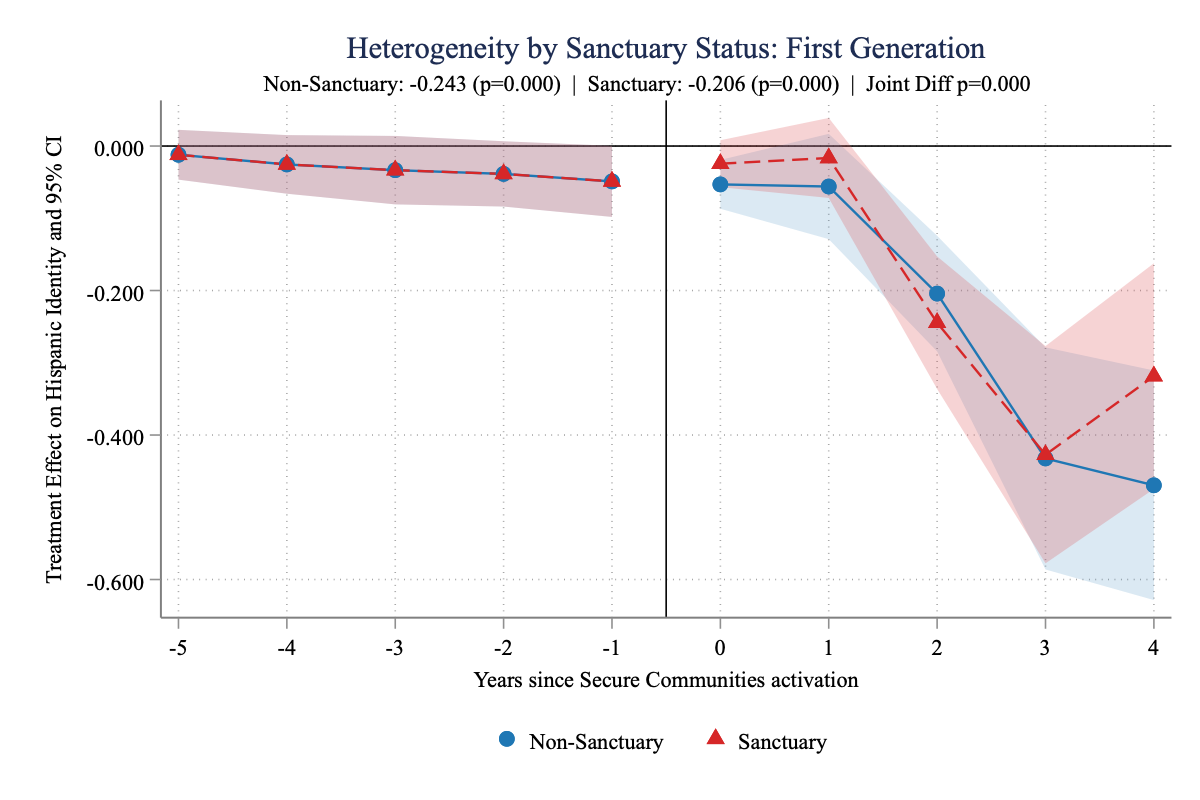 Heterogeneity by Sanctuary Status: First Generation
Non-Sanctuary: -0.243 (p=0.000) | Sanctuary: -0.206 (p=0.000) | Joint Diff p=0.000
Treatment Effect on Hispanic Identity and 95% CI
0.000
-0.200
-0.400
-0.600
-5 -4 -3 -2 -1 0 1 2 3 4
Years since Secure Communities activation
Non-Sanctuary Sanctuary